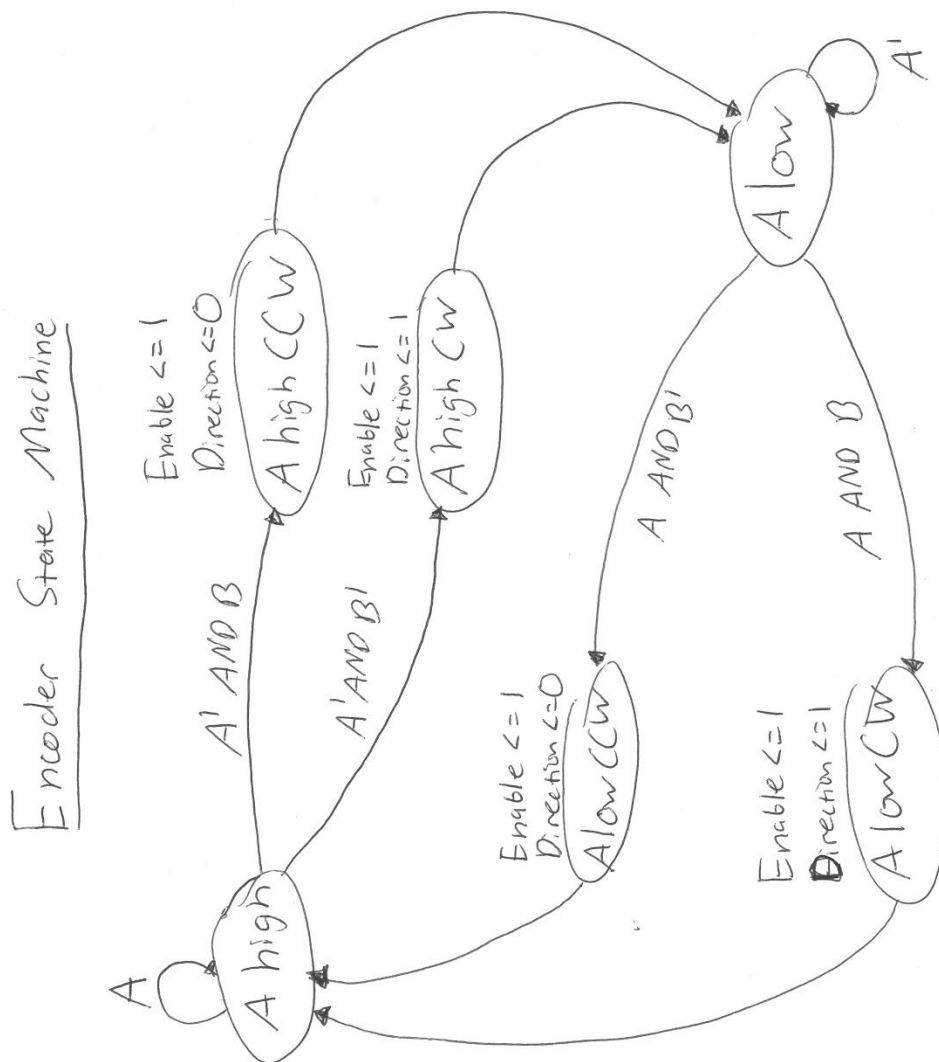 Encoder State Machine
A
A high
A' AND B
Enable <= 1
Direction <= 0
A high CCW
A' AND B'
Enable <= 1
Direction <= 1
A high CW
Enable <= 1
Direction <= 0
A low CCW
A AND B'
Enable <= 1
Direction <= 1
A low CW
A AND B
A low
A'